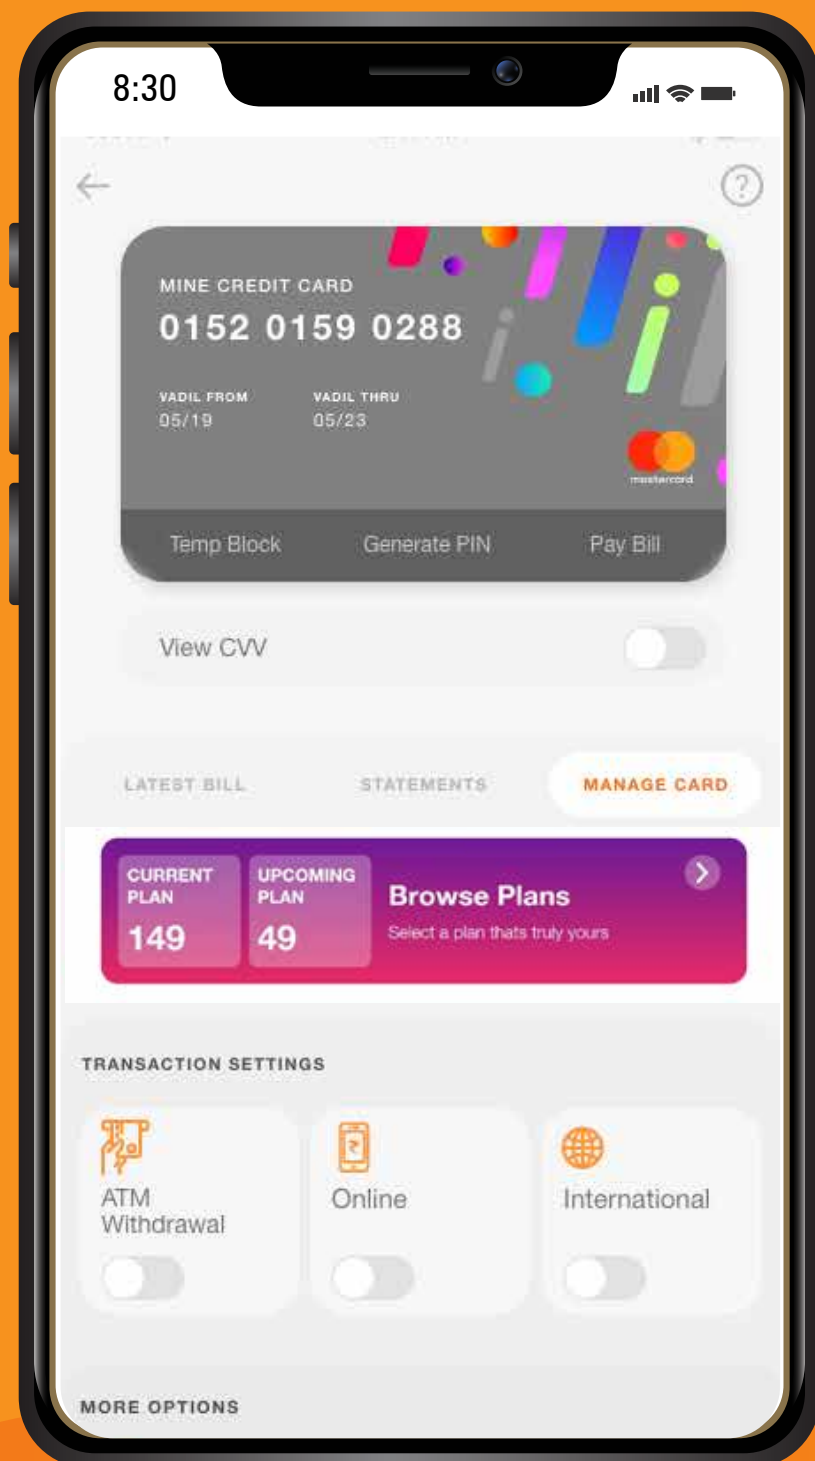 8:30
MINE CREDIT CARD
0152 0159 0288
VADIL FROM VADIL THRU
05/19 05/23
mastercard
Temp Block Generate PIN Pay Bill
View CVV
LATEST BILL STATEMENTS MANAGE CARD
CURRENT PLAN
149
UPCOMING PLAN
49
Browse Plans
Select a plan thats truly yours
TRANSACTION SETTINGS
ATM
Withdrawal
Online
International
MORE OPTIONS